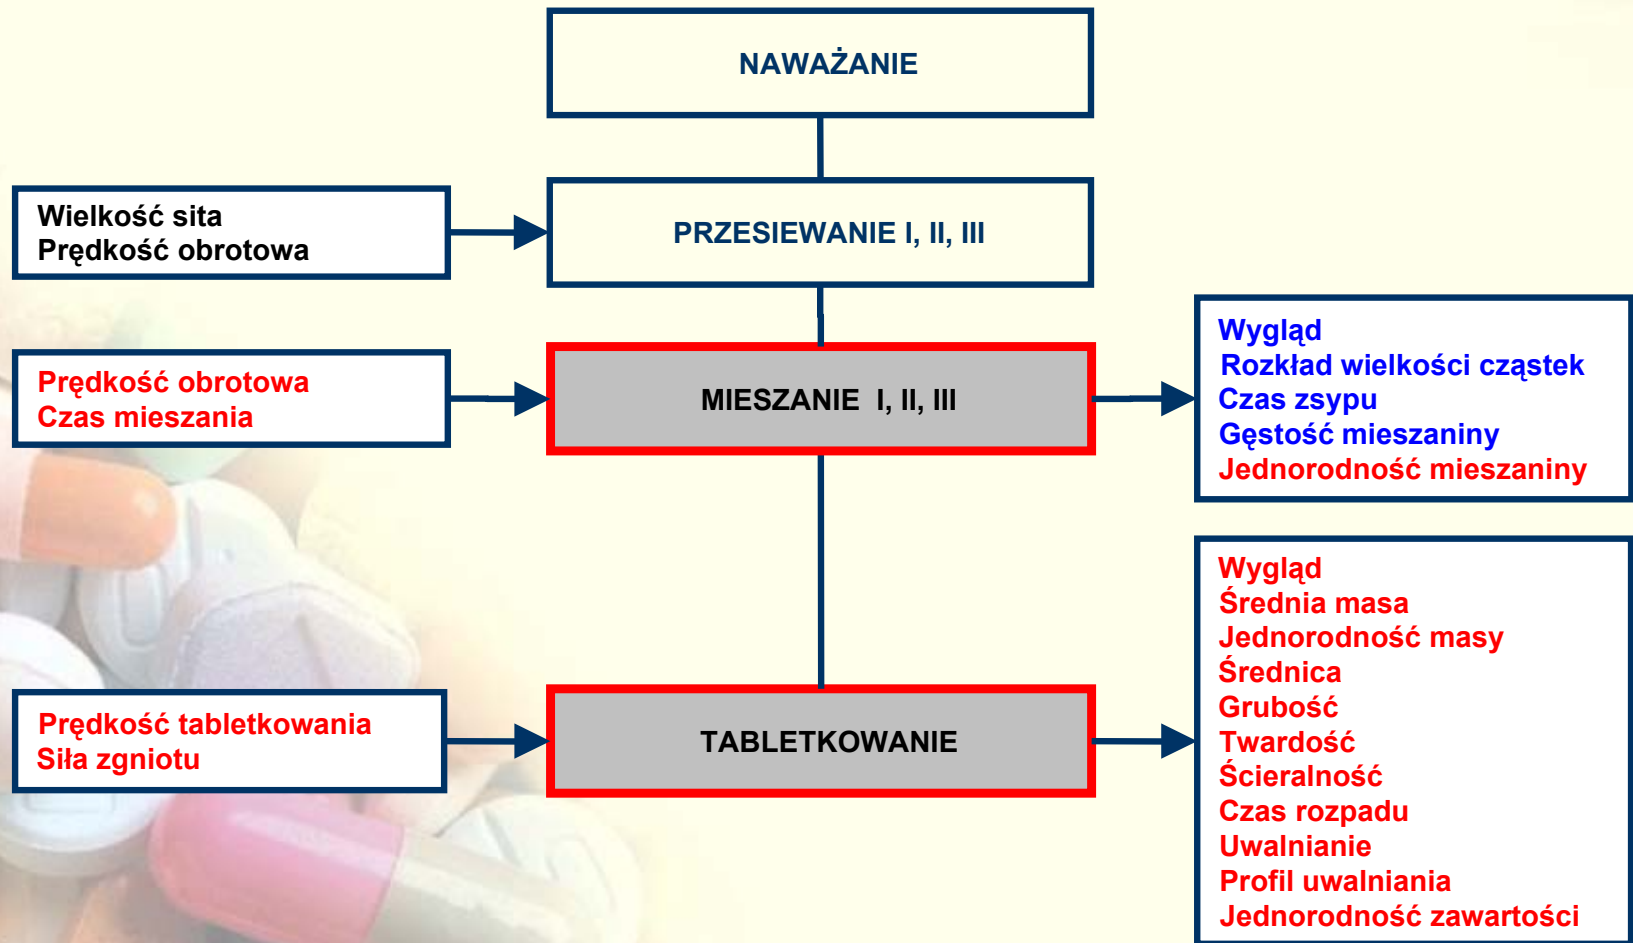 NAWAŻANIE
Wielkość sita
Prędkość obrotowa
PRZESIEWANIE I, II, III
Prędkość obrotowa
Czas mieszania
MIESZANIE I, II, III
Wygląd
Rozkład wielkości cząstek
Czas zsypu
Gęstość mieszaniny
Jednorodność mieszaniny
Prędkość tabletkowania
Siła zgniotu
TABLETKOWANIE
Wygląd
Średnia masa
Jednorodność masy
Średnica
Grubość
Twardość
Ścieralność
Czas rozpadu
Uwalnianie
Profil uwalniania
Jednorodność zawartości